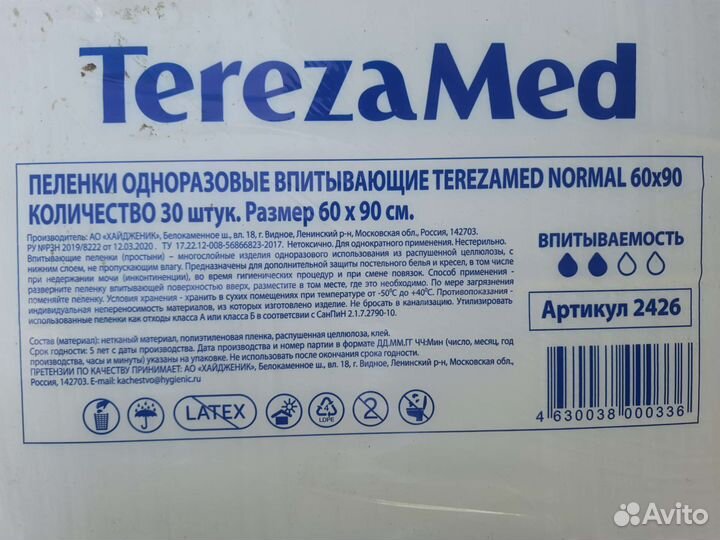 TerezaMed
ПЕЛЕНКИ ОДНОРАЗОВЫЕ ВПИТЫВАЮЩИЕ TEREZAMED NORMAL 60x90
КОЛИЧЕСТВО 30 штук. Размер 60 x 90 см.
Производитель: АО «ХАЙДЖЕНИК», Белокаменное ш., вл. 18, г. Видное, Ленинский р-н, Московская обл., Россия, 142703.
РУ №РЗН 2019/8222 от 12.03.2020 . ТУ 17.22.12-008-56866823-2017. Нетоксично. Для однократного применения. Нестерильно.
Впитывающие пеленки (простыни) – многослойные изделия одноразового использования из распушенной целлюлозы, с
нижним слоем, не пропускающим влагу. Предназначены для дополнительной защиты постельного белья и кресел, в том числе
при недержании мочи (инконтиненции), во время гигиенических процедур и при смене повязок. Способ применения -
разверните пеленку впитывающей поверхностью вверх, разместите в том месте, где это необходимо. По мере загрязнения
поменяйте пеленку. Условия хранения - хранить в сухих помещениях при температуре от -50°C до +40°C. Противопоказания -
индивидуальная непереносимость материалов, из которых изготовлено изделие. Не бросать в канализацию. Утилизировать
использованные пеленки как отходы класса А или класса Б в соответствии с СанПиН 2.1.7.2790-10.
Состав (материал): нетканый материал, полиэтиленовая пленка, распушенная целлюлоза, клей.
Срок годности: 5 лет с даты производства. Дата производства и номер партии в формате ДД.ММ.ГГ ЧЧ:Мин (число, месяц, год
производства, часы и минуты) указаны на упаковке. Не использовать после окончания срока годности.
ПРЕТЕНЗИИ ПО КАЧЕСТВУ ПРИНИМАЕТ: АО «ХАЙДЖЕНИК», Белокаменное ш., вл. 18, г. Видное, Ленинский р-н, Московская обл.,
Россия, 142703. E-mail: kachestvo@hygienic.ru
ВПИТЫВАЕМОСТЬ
Артикул 2426
LATEX
4
LDPE
2
4 630038 000336
Avito